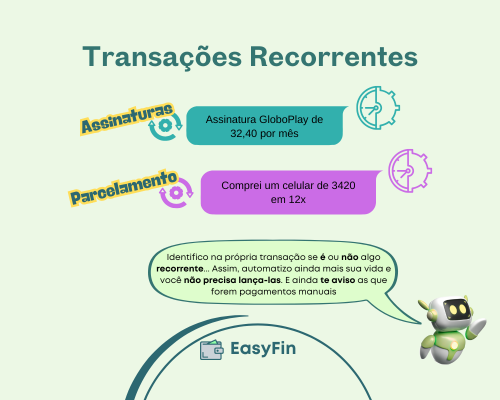 Transações Recorrentes
Assinaturas
Assinatura GloboPlay de
32,40 por mês
Parcelamento
Comprei um celular de 3420
em 12x
Identifico na própria transação se é ou não algo
recorrente... Assim, automatizo ainda mais sua vida e
você não precisa lança-las. E ainda te aviso as que
forem pagamentos manuais
EasyFin